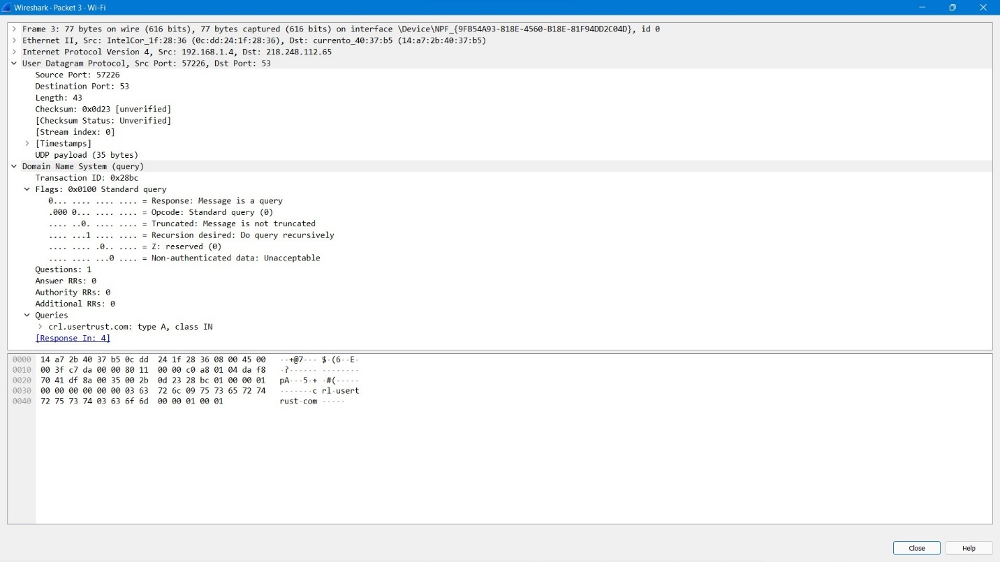 Wireshark · Packet 3 · Wi-Fi
> Frame 3: 77 bytes on wire (616 bits), 77 bytes captured (616 bits) on interface \Device\NPF_{9FB54A93-818E-4560-B18E-81F94DD2C04D}, id 0
> Ethernet II, Src: IntelCor_1f:28:36 (0c:dd:24:1f:28:36), Dst: currento_40:37:b5 (14:a7:2b:40:37:b5)
> Internet Protocol Version 4, Src: 192.168.1.4, Dst: 218.248.112.65
User Datagram Protocol, Src Port: 57226, Dst Port: 53
Source Port: 57226
Destination Port: 53
Length: 43
Checksum: 0x0d23 [unverified]
[Checksum Status: Unverified]
[Stream index: 0]
> [Timestamps]
UDP payload (35 bytes)
Domain Name System (query)
Transaction ID: 0x28bc
Flags: 0x0100 Standard query
0... .... .... .... = Response: Message is a query
.000 0... .... .... = Opcode: Standard query (0)
.... ..0. .... .... = Truncated: Message is not truncated
.... ...1 .... .... = Recursion desired: Do query recursively
.... .... .0.. .... = Z: reserved (0)
.... .... ...0 .... = Non-authenticated data: Unacceptable
Questions: 1
Answer RRs: 0
Authority RRs: 0
Additional RRs: 0
Queries
> crl.usertrust.com: type A, class IN
[Response In: 4]
0000 14 a7 2b 40 37 b5 0c dd 24 1f 28 36 08 00 45 00 ··+@7··· $·(6··E·
0010 00 3f c7 da 00 00 80 11 00 00 c0 a8 01 04 da f8 ·?······ ········
0020 70 41 df 8a 00 35 00 2b 0d 23 28 bc 01 00 00 01 pA···5·+ ·#(·····
0030 00 00 00 00 00 00 03 63 72 6c 09 75 73 65 72 74 ·······c rl·usert
0040 72 75 73 74 03 63 6f 6d 00 00 01 00 01 rust·com ·····
Close Help